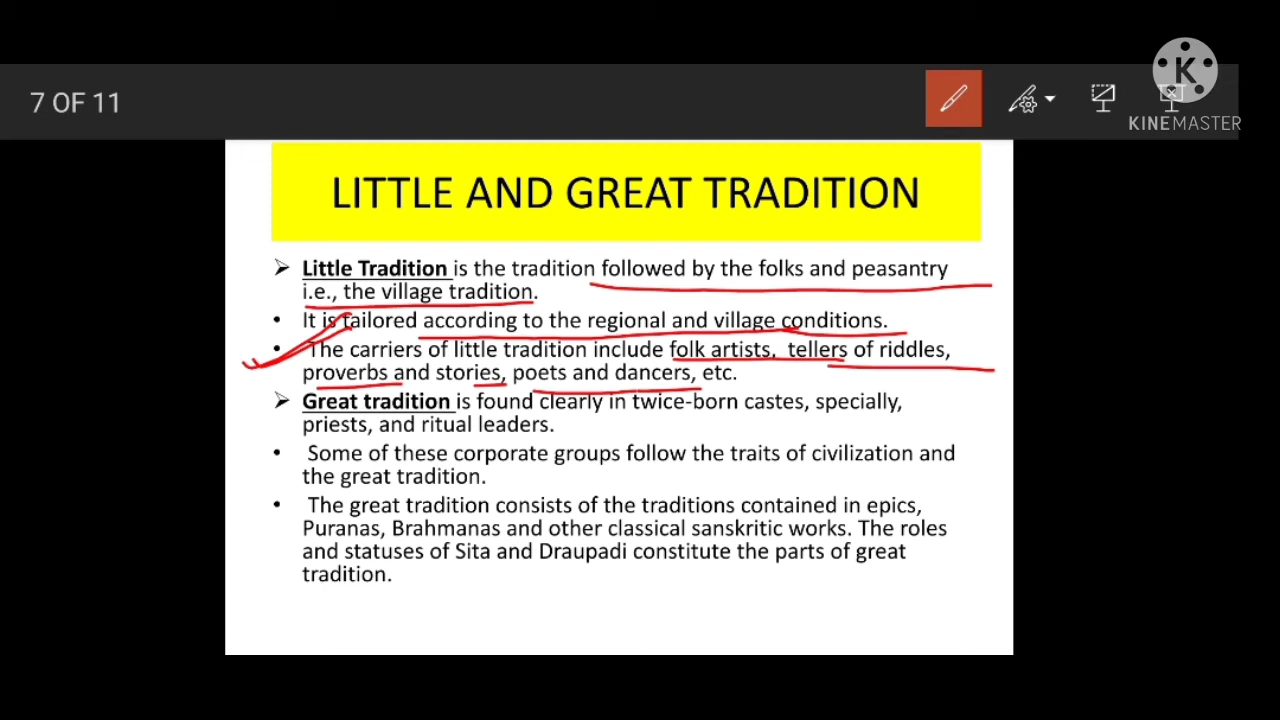 7 OF 11
K
KINEMASTER
LITTLE AND GREAT TRADITION
➢ Little Tradition is the tradition followed by the folks and peasantry
i.e., the village tradition.
• It is tailored according to the regional and village conditions.
• The carriers of little tradition include folk artists, tellers of riddles,
proverbs and stories, poets and dancers, etc.
➢ Great tradition is found clearly in twice-born castes, specially,
priests, and ritual leaders.
• Some of these corporate groups follow the traits of civilization and
the great tradition.
• The great tradition consists of the traditions contained in epics,
Puranas, Brahmanas and other classical sanskritic works. The roles
and statuses of Sita and Draupadi constitute the parts of great
tradition.